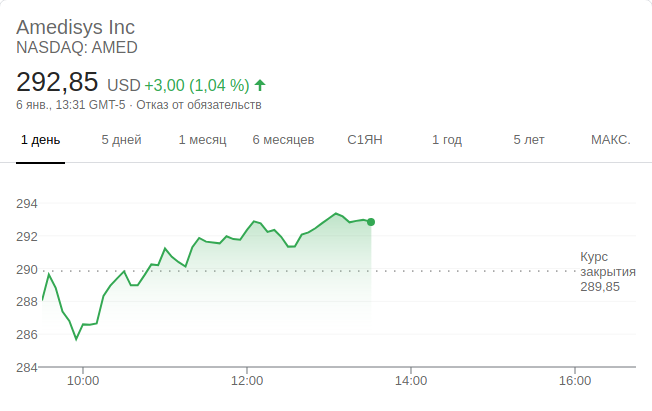 Amedisys Inc
NASDAQ: AMED
292,85 USD +3,00 (1,04 %)
6 янв., 13:31 GMT-5 · Отказ от обязательств
1 день 5 дней 1 месяц 6 месяцев С1ЯН 1 год 5 лет МАКС.
294
292
290
288
286
284
Курс
закрытия
289,85
10:00 12:00 14:00 16:00